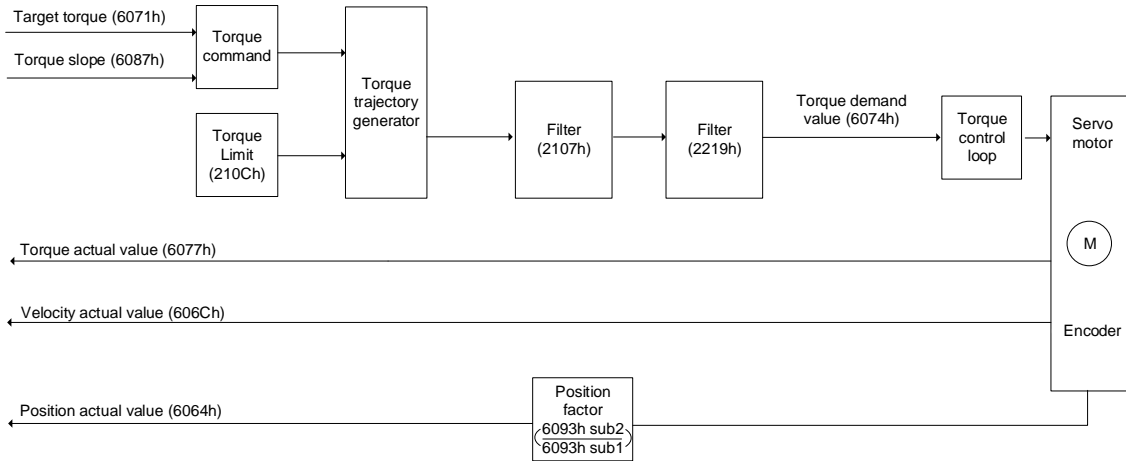 Target torque (6071h)
Torque slope (6087h)
Torque
command
Torque
Limit
(210Ch)
Torque
trajectory
generator
Filter
(2107h)
Filter
(2219h)
Torque demand
value (6074h)
Torque
control
loop
Servo
motor
M
Encoder
Torque actual value (6077h)
Velocity actual value (606Ch)
Position actual value (6064h)
Position
factor
(6093h sub2
6093h sub1)